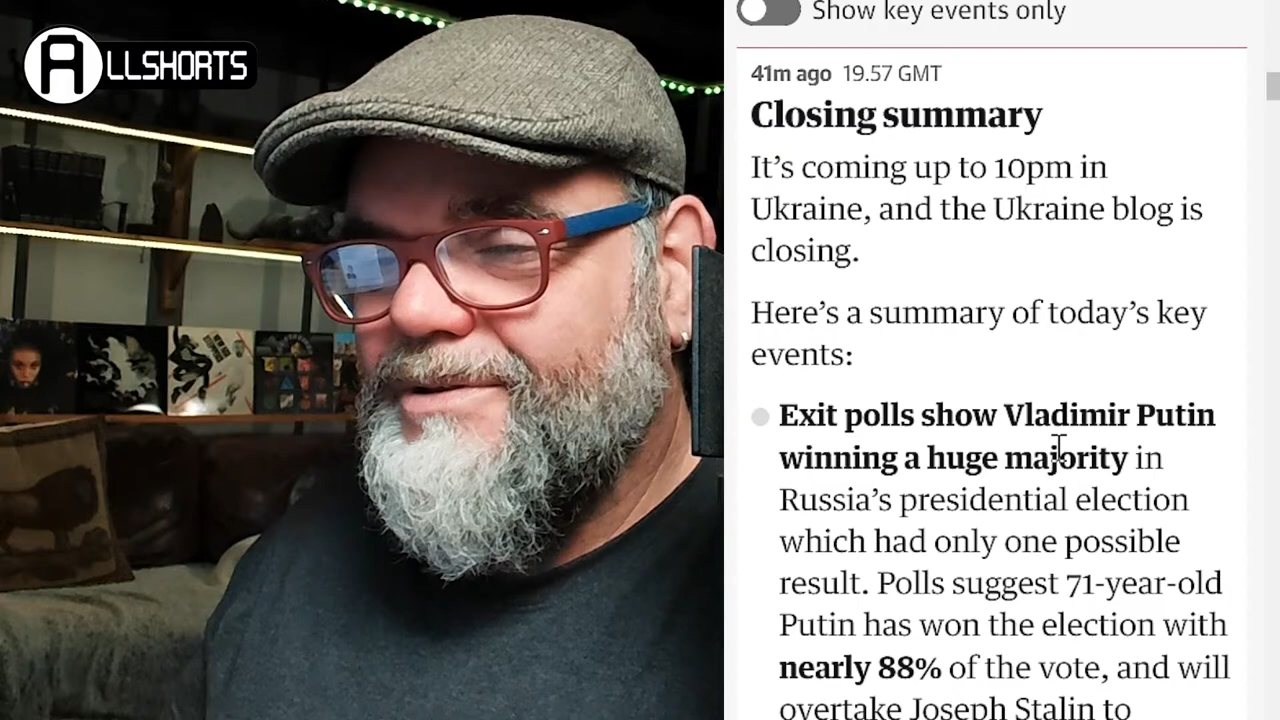 ALLSHORTS
Show key events only
41m ago 19.57 GMT
Closing summary
It’s coming up to 10pm in
Ukraine, and the Ukraine blog is
closing.
Here’s a summary of today’s key
events:
Exit polls show Vladimir Putin
winning a huge majority in
Russia’s presidential election
which had only one possible
result. Polls suggest 71-year-old
Putin has won the election with
nearly 88% of the vote, and will
overtake Joseph Stalin to